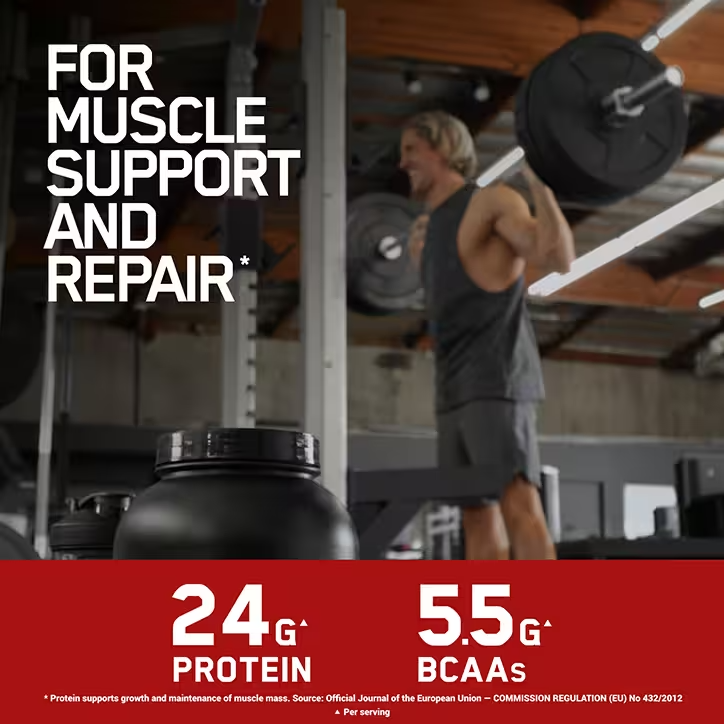 FOR
MUSCLE
SUPPORT
AND
REPAIR*
24G▲
PROTEIN
5.5G▲
BCAAs
* Protein supports growth and maintenance of muscle mass. Source: Official Journal of the European Union – COMMISSION REGULATION (EU) No 432/2012
▲ Per serving